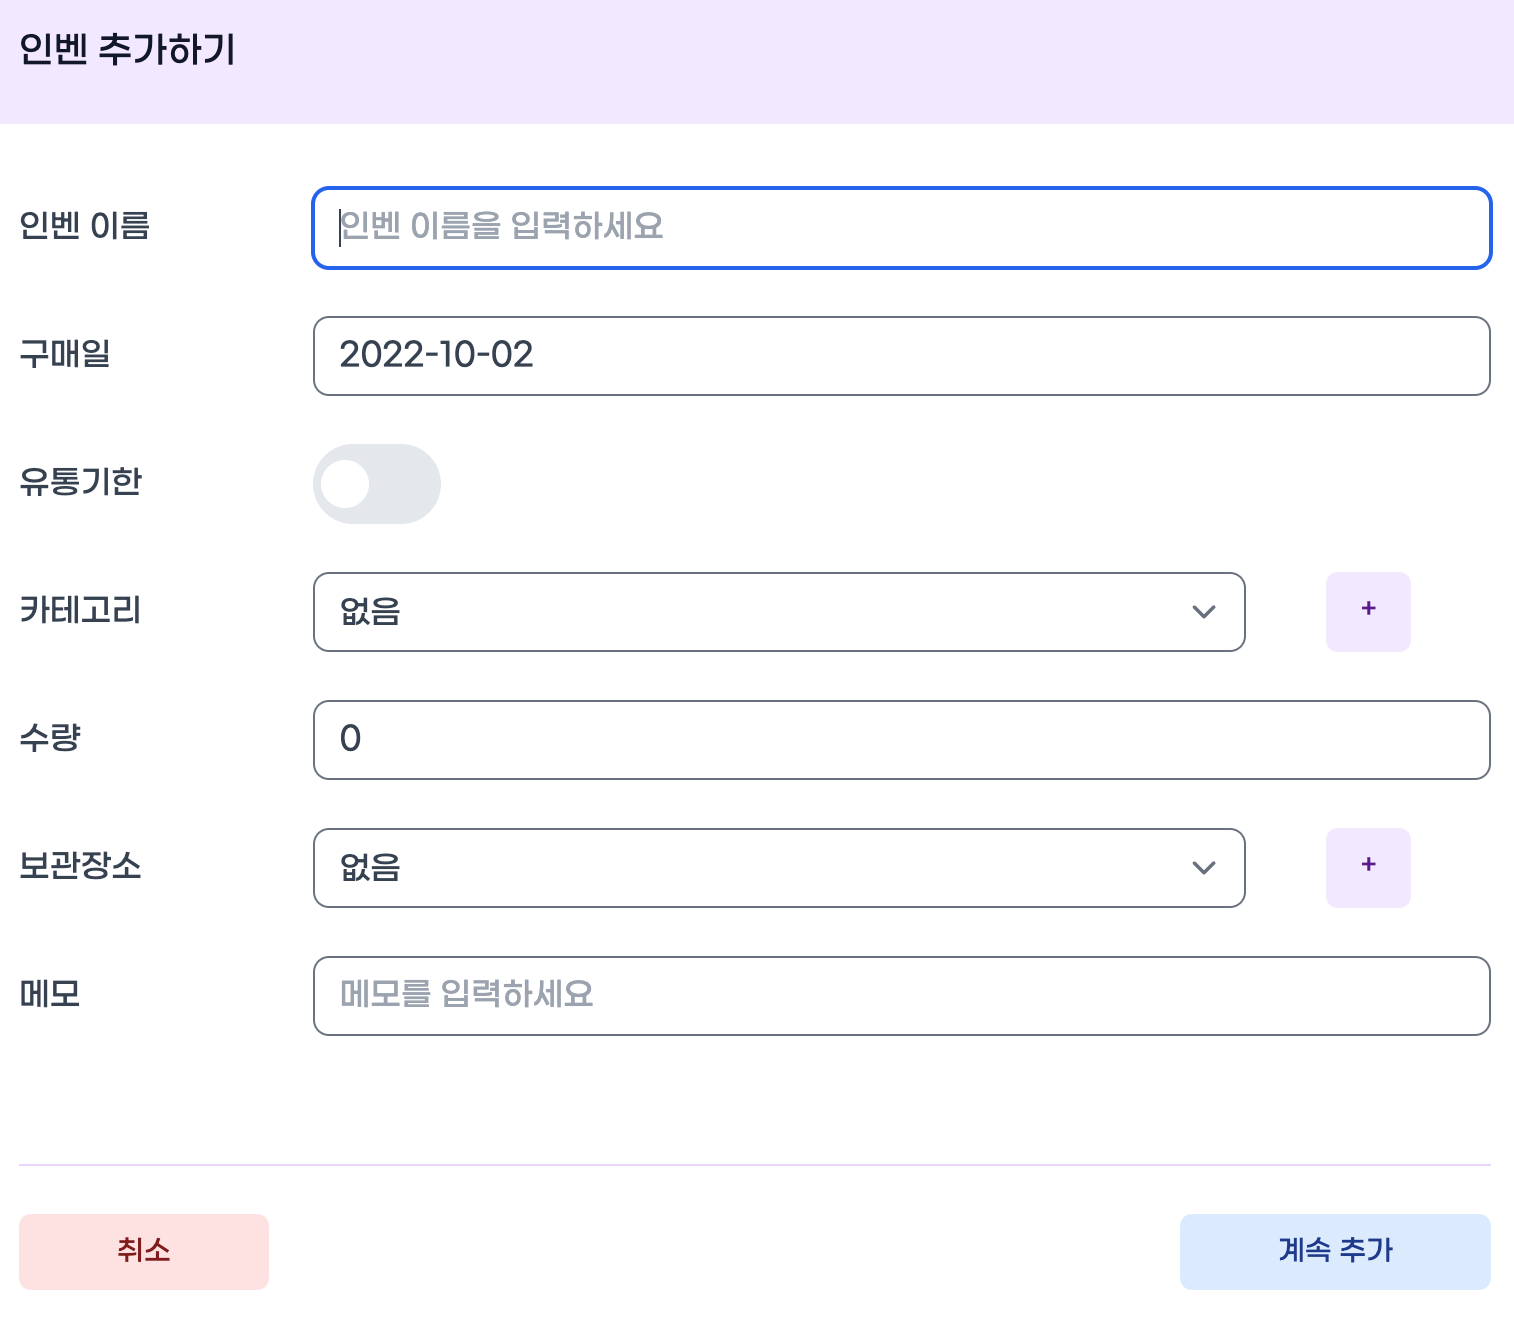 인벤 추가하기
인벤 이름
인벤 이름을 입력하세요
구매일
2022-10-02
유통기한
카테고리
없음
+
수량
0
보관장소
없음
+
메모
메모를 입력하세요
취소
계속 추가